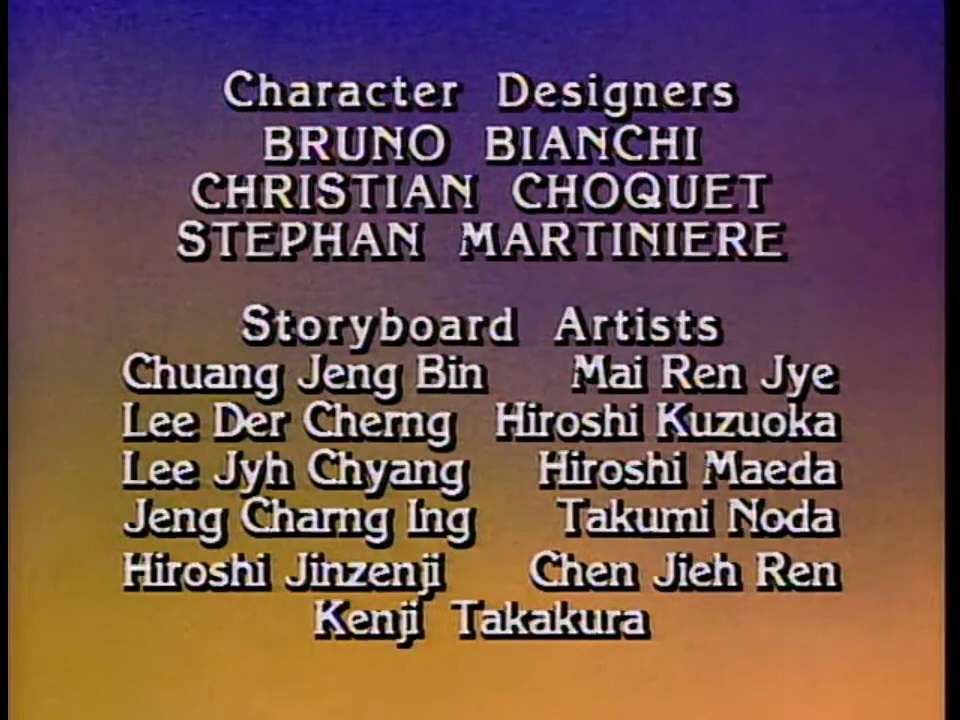 Character Designers
BRUNO BIANCHI
CHRISTIAN CHOQUET
STEPHAN MARTINIERE
Storyboard Artists
Chuang Jeng Bin Mai Ren Jye
Lee Der Cherng Hiroshi Kuzuoka
Lee Jyh Chyang Hiroshi Maeda
Jeng Charng Ing Takumi Noda
Hiroshi Jinzenji Chen Jieh Ren
Kenji Takakura